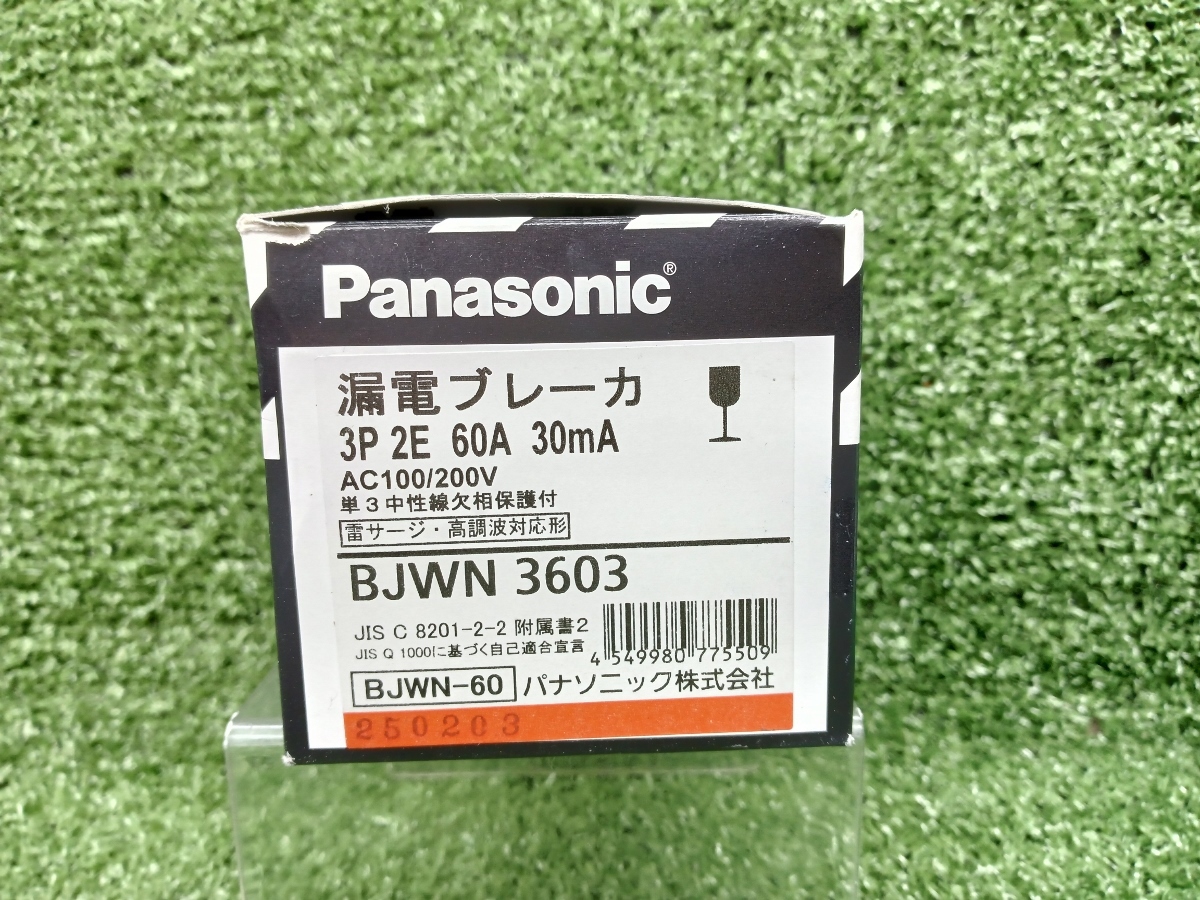 Panasonic®
漏電ブレーカ
3P 2E 60A 30mA
AC100/200V
単3中性線欠相保護付
雷サージ・高調波対応形
BJWN 3603
JIS C 8201-2-2 附属書2
JIS Q 1000に基づく自己適合宣言
4 549980 775509
BJWN-60 パナソニック株式会社
250203